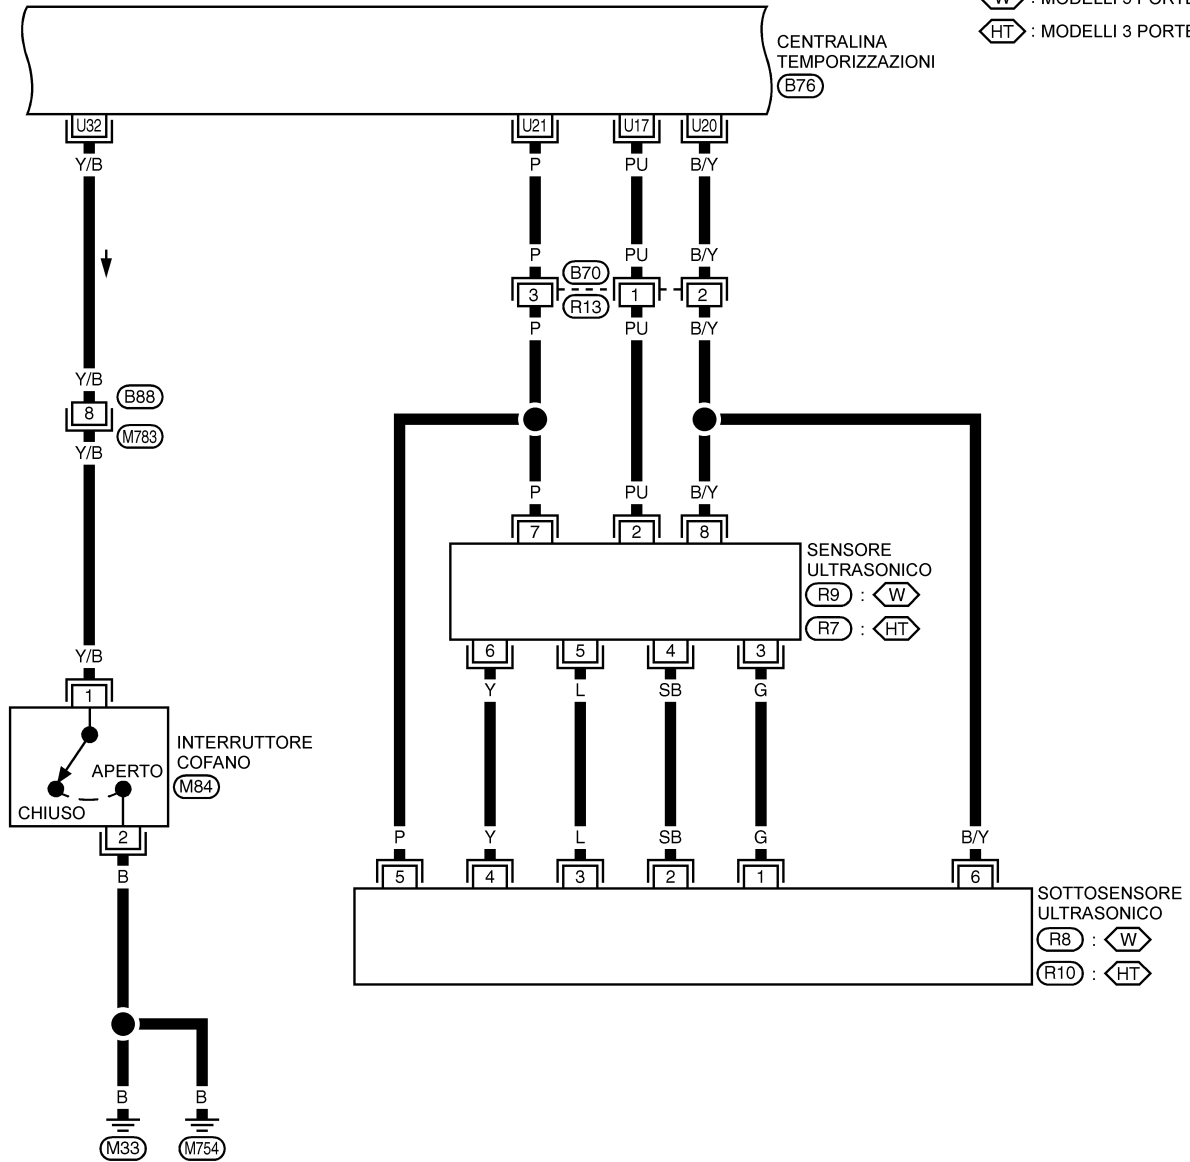 : MODELLI 3 PORTE
HT : MODELLI 3 PORTE
CENTRALINA
TEMPORIZZAZIONI
B76
U32 U21 U17 U20
Y/B P PU B/Y
P PU B/Y
B70
3 1 2
R13
P PU B/Y
Y/B
B88
8
M783
Y/B
P PU B/Y
7 2 8
SENSORE
ULTRASONICO
R9 : W
R7 : HT
6 5 4 3
Y L SB G
Y/B
1
INTERRUTTORE
COFANO
M84
APERTO
CHIUSO
2
B
P Y L SB G B/Y
5 4 3 2 1 6
SOTTOSENSORE
ULTRASONICO
R8 : W
R10 : HT
B B
M33 M754